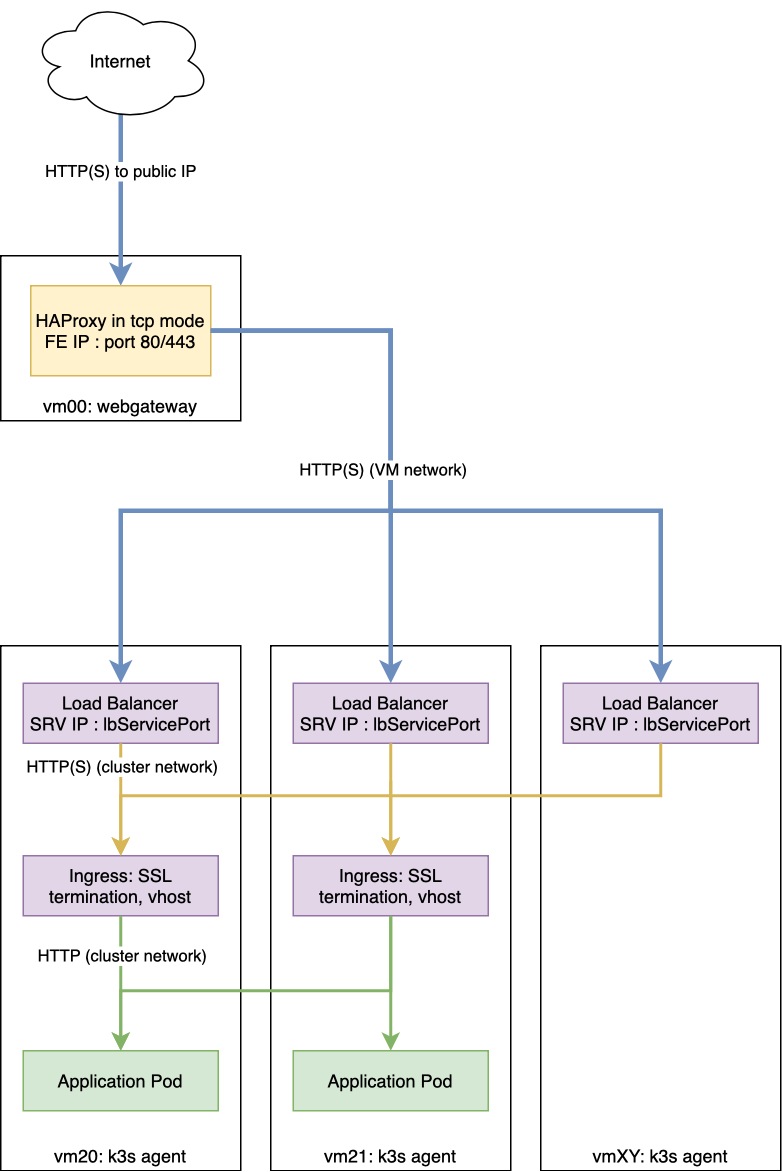 Internet
HTTP(S) to public IP
HAProxy in tcp mode
FE IP : port 80/443
vm00: webgateway
HTTP(S) (VM network)
Load Balancer
SRV IP : lbServicePort
Load Balancer
SRV IP : lbServicePort
Load Balancer
SRV IP : lbServicePort
HTTP(S) (cluster network)
Ingress: SSL
termination, vhost
Ingress: SSL
termination, vhost
HTTP (cluster network)
Application Pod
Application Pod
vm20: k3s agent
vm21: k3s agent
vmXY: k3s agent